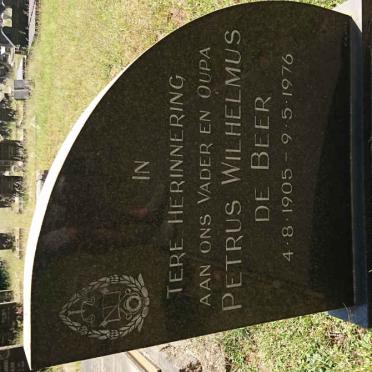 IN
TERE HERINNERING
AAN ONS VADER EN OUPA
PETRUS WILHELMUS
DE BEER
4·8·1905 – 9·5·1976